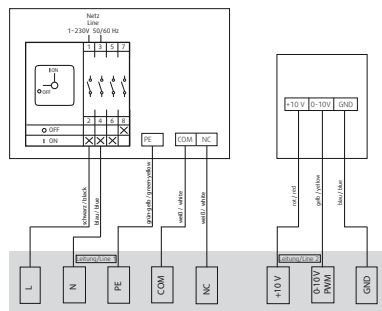 Netz
Line
1~230V 50/60 Hz
1 3 5 7
I ON
OFF
2 4 6 8
O OFF X
I ON X X X
PE
COM NC
+10 V 0-10V GND
schwarz / black
blau / blue
grün-gelb / green-yellow
weiß / white
weiß / white
rot / red
gelb / yellow
blau / blue
Leitung/Line 1
Leitung/Line 2
L
N
PE
COM
NC
+10 V
0-10 V
PWM
GND